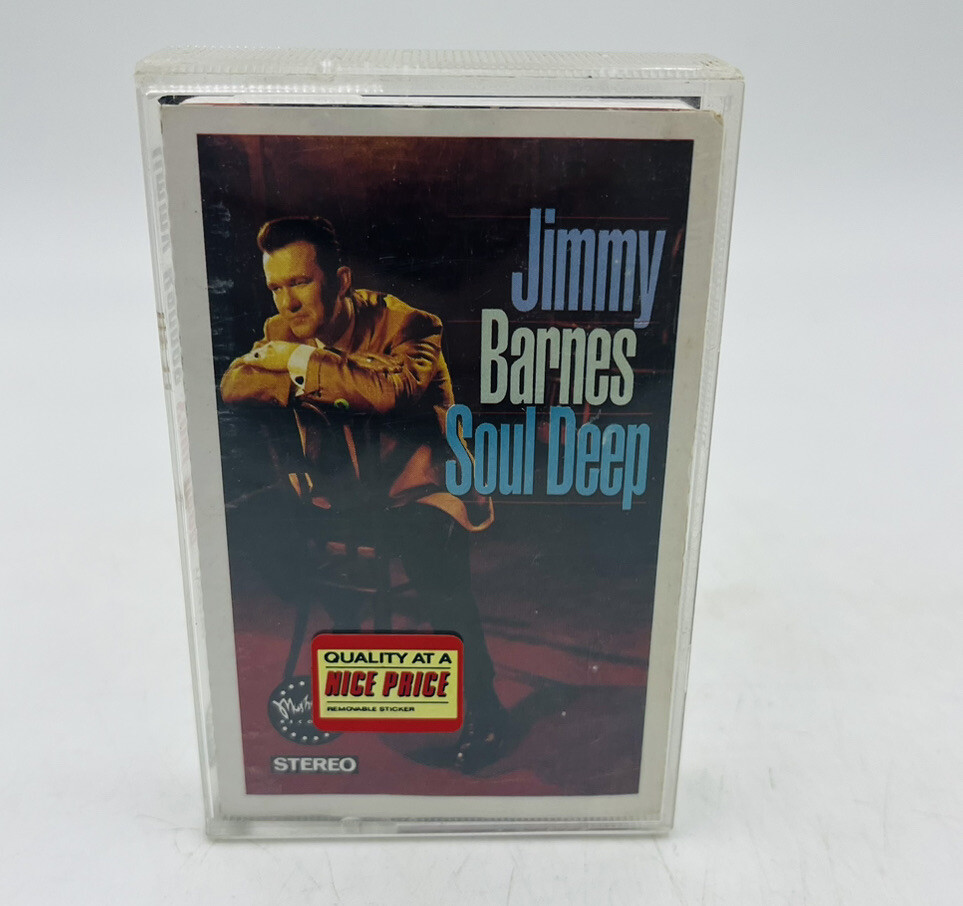 Jimmy
Barnes
Soul Deep
QUALITY AT A
NICE PRICE
REMOVABLE STICKER
STEREO